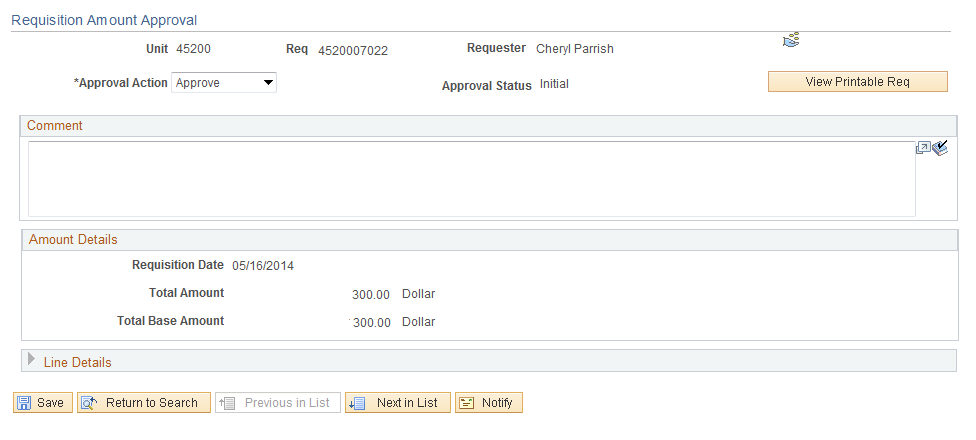 Requisition Amount Approval
Unit 45200 Req 4520007022 Requester Cheryl Parrish
*Approval Action Approve Approval Status Initial View Printable Req
Comment
Amount Details
Requisition Date 05/16/2014
Total Amount 300.00 Dollar
Total Base Amount 300.00 Dollar
Line Details
Save Return to Search Previous in List Next in List Notify